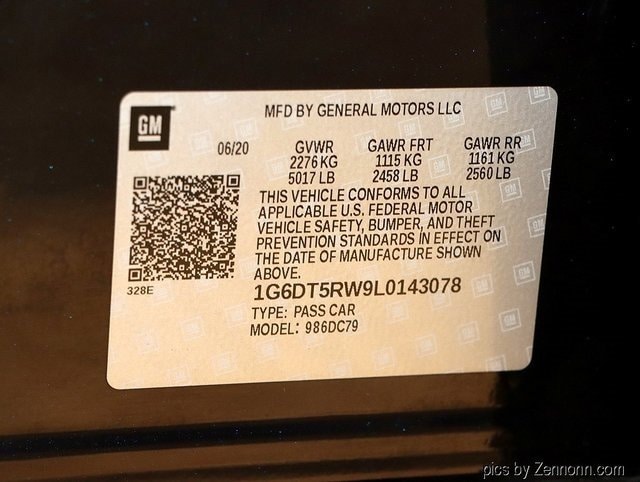 MFD BY GENERAL MOTORS LLC
GM
06/20 GVWR GAWR FRT GAWR RR
2276 KG 1115 KG 1161 KG
5017 LB 2458 LB 2560 LB
THIS VEHICLE CONFORMS TO ALL
APPLICABLE U.S. FEDERAL MOTOR
VEHICLE SAFETY, BUMPER, AND THEFT
PREVENTION STANDARDS IN EFFECT ON
THE DATE OF MANUFACTURE SHOWN
ABOVE.
328E
1G6DT5RW9L0143078
TYPE: PASS CAR
MODEL: 986DC79
pics by Zennonn.com